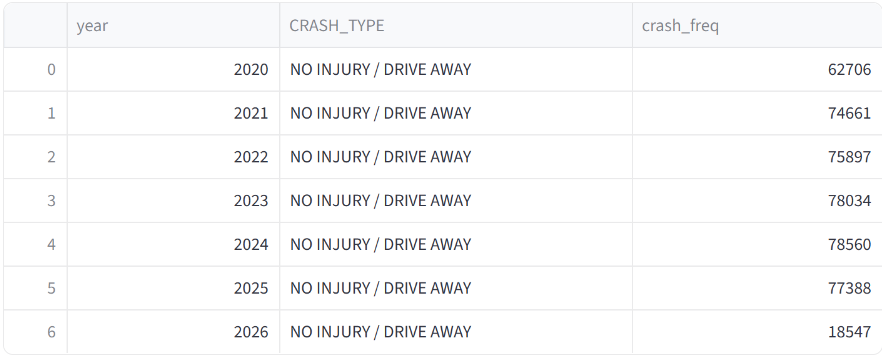 year CRASH_TYPE crash_freq
0 2020 NO INJURY / DRIVE AWAY 62706
1 2021 NO INJURY / DRIVE AWAY 74661
2 2022 NO INJURY / DRIVE AWAY 75897
3 2023 NO INJURY / DRIVE AWAY 78034
4 2024 NO INJURY / DRIVE AWAY 78560
5 2025 NO INJURY / DRIVE AWAY 77388
6 2026 NO INJURY / DRIVE AWAY 18547